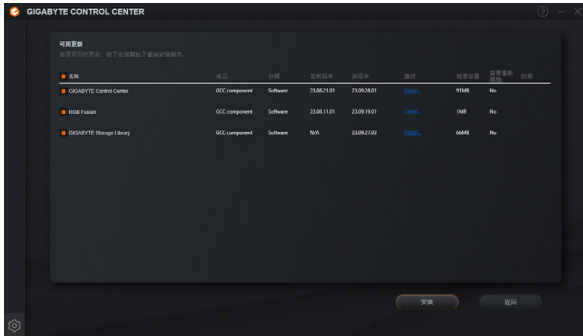 GIGABYTE CONTROL CENTER
可用更新
名稱 產品 分類 當前版本 新版本 描述 檔案容量 需要重新開機 狀態
GIGABYTE Control Center GCC component Software 23.08.21.01 23.09.28.01 Detail... 91MB No
RGB Fusion GCC component Software 23.08.11.01 23.09.19.01 Detail... 1MB No
GIGABYTE Storage Library GCC component Software N/A 23.09.27.03 Detail... 66MB No
安裝 返回